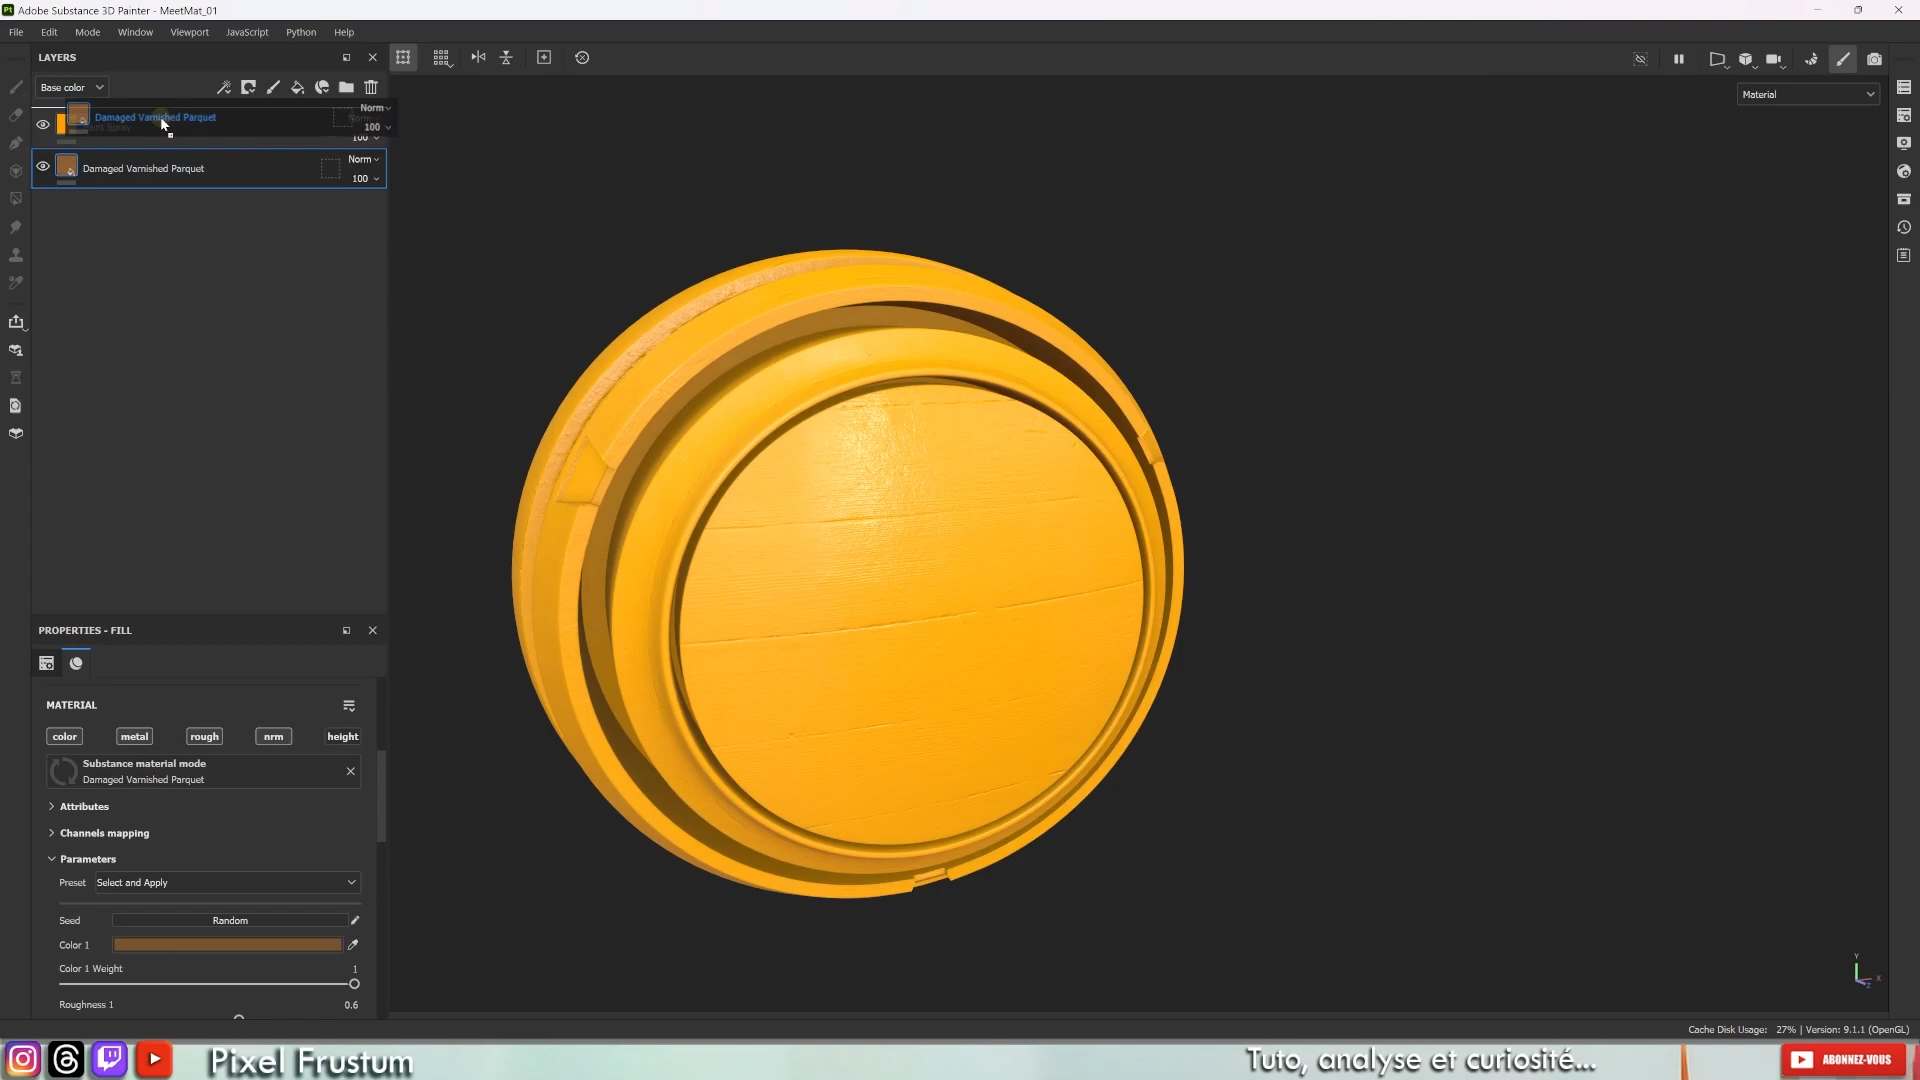 Pt Adobe Substance 3D Painter - MeetMat_01
File Edit Mode Window Viewport JavaScript Python Help
LAYERS
Base color
Material
Damaged Varnished Parquet Norm
Spray
100
100
Damaged Varnished Parquet Norm
100
PROPERTIES - FILL
MATERIAL
color metal rough nrm height
Substance material mode
Damaged Varnished Parquet
Attributes
Channels mapping
Parameters
Preset Select and Apply
Seed Random
Color 1
Color 1 Weight 1
Roughness 1 0.6
Y
X
Z
Cache Disk Usage: 27% | Version: 9.1.1 (OpenGL)
Pixel Frustum
Tuto, analyse et curiosité...
ABONNEZ-VOUS